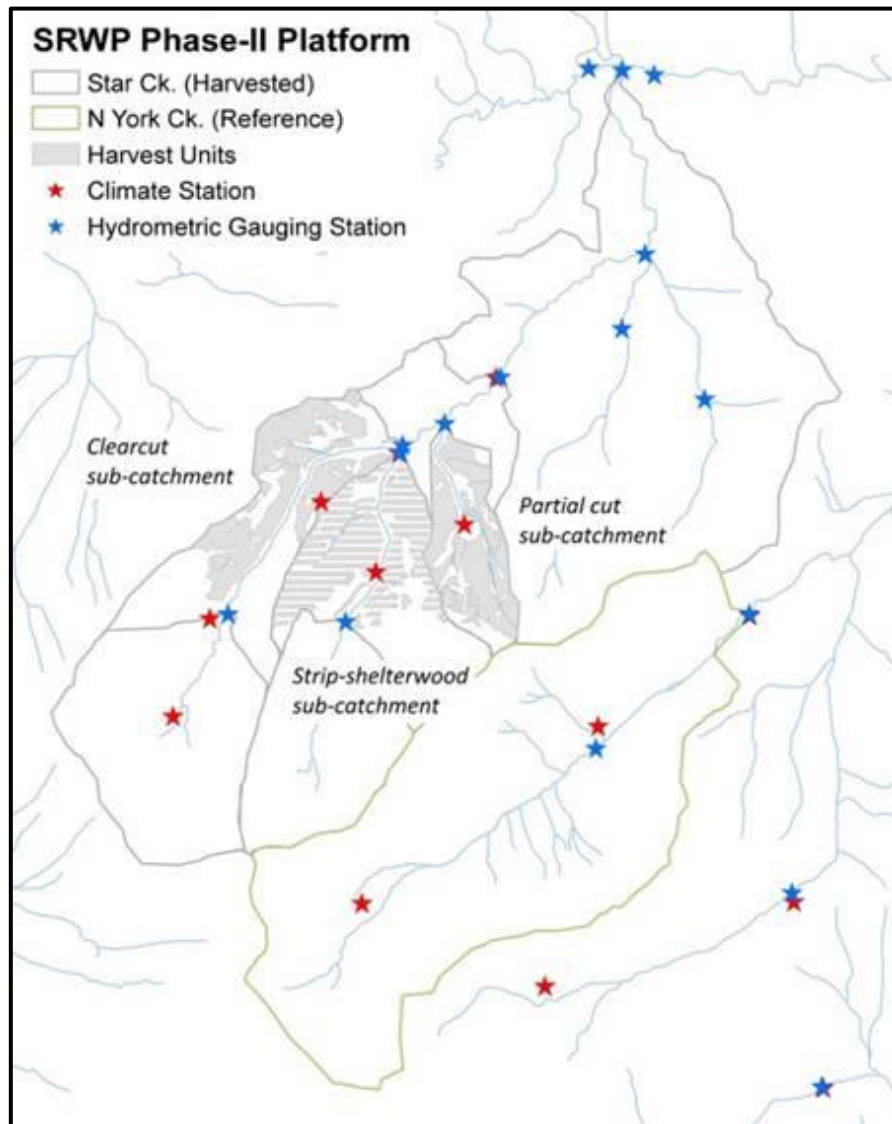 SRWP Phase-II Platform
Star Ck. (Harvested)
N York Ck. (Reference)
Harvest Units
Climate Station
Hydrometric Gauging Station
Clearcut
sub-catchment
Partial cut
sub-catchment
Strip-shelterwood
sub-catchment